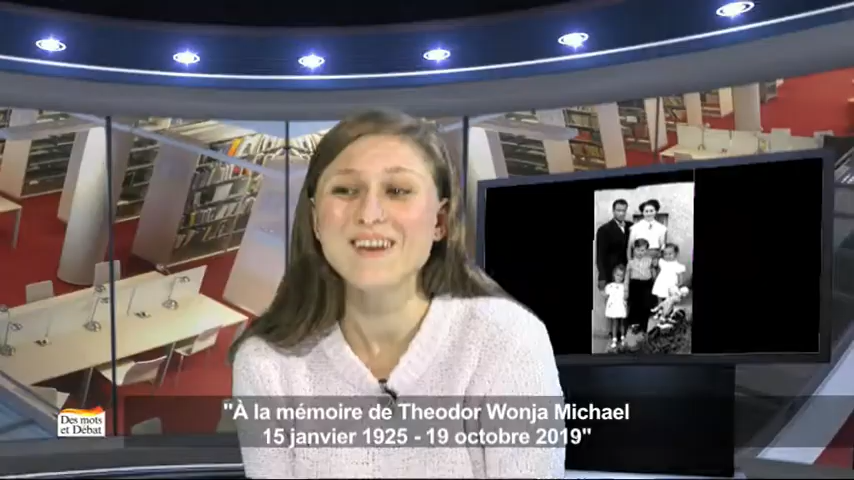 "À la mémoire de Theodor Wonja Michael
15 janvier 1925 - 19 octobre 2019"
Des mots
et Débat